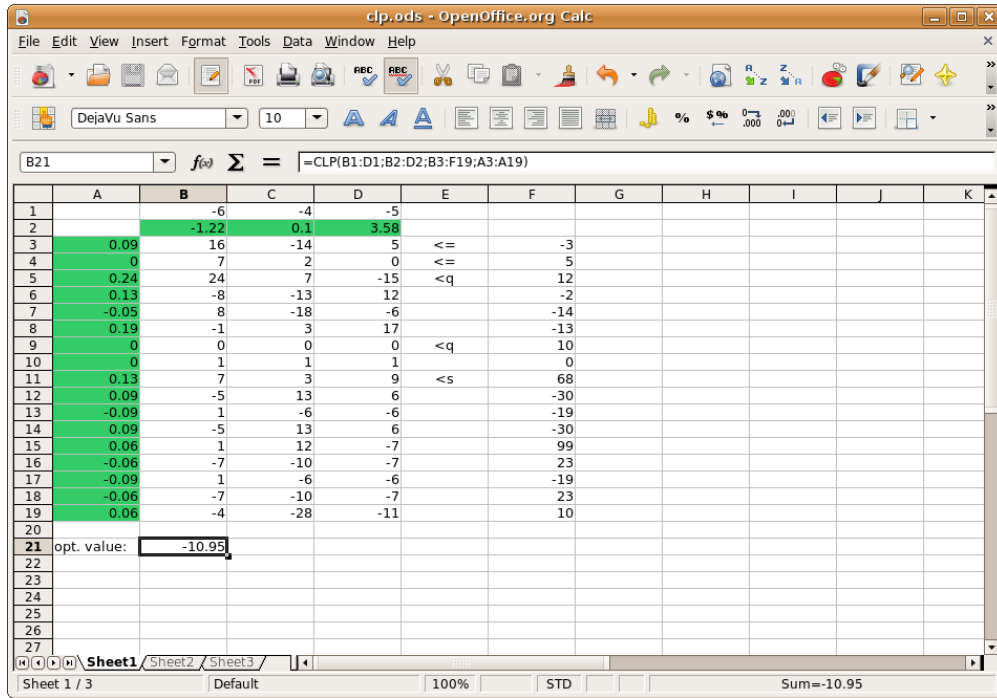 clp.ods - OpenOffice.org Calc
File Edit View Insert Format Tools Data Window Help
PDF ABC ABC
DejaVu Sans 10 A A A % $% .000 .000
B21 f(x) Σ = =CLP(B1:D1;B2:D2;B3:F19;A3:A19)
A B C D E F G H I J K
1 -6 -4 -5
2 -1.22 0.1 3.58
3 0.09 16 -14 5 <= -3
4 0 7 2 0 <= 5
5 0.24 24 7 -15 <q 12
6 0.13 -8 -13 12 -2
7 -0.05 8 -18 -6 -14
8 0.19 -1 3 17 -13
9 0 0 0 0 <q 10
10 0 1 1 1 0
11 0.13 7 3 9 <s 68
12 0.09 -5 13 6 -30
13 -0.09 1 -6 -6 -19
14 0.09 -5 13 6 -30
15 0.06 1 12 -7 99
16 -0.06 -7 -10 -7 23
17 -0.09 1 -6 -6 -19
18 -0.06 -7 -10 -7 23
19 0.06 -4 -28 -11 10
20
21 opt. value: -10.95
22
23
24
25
26
27
Sheet1 Sheet2 Sheet3
Sheet 1 / 3 Default 100% STD Sum=-10.95